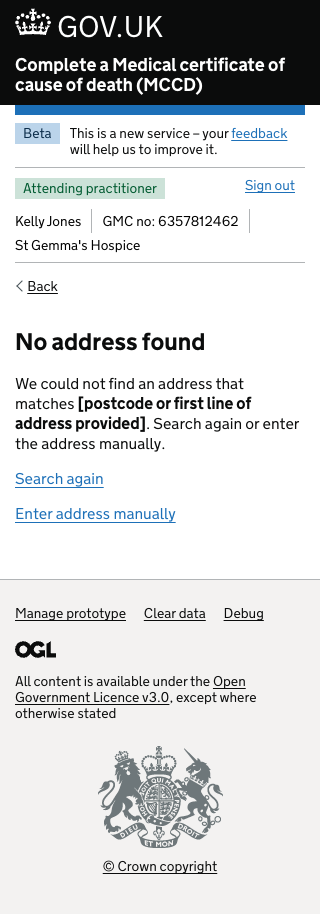 GOV.UK
Complete a Medical certificate of
cause of death (MCCD)
Beta
This is a new service – your feedback
will help us to improve it.
Attending practitioner
Sign out
Kelly Jones
GMC no: 6357812462
St Gemma's Hospice
Back
No address found
We could not find an address that
matches [postcode or first line of
address provided]. Search again or enter
the address manually.
Search again
Enter address manually
Manage prototype Clear data Debug
OGL
All content is available under the Open
Government Licence v3.0, except where
otherwise stated
DIEU ET MON DROIT
© Crown copyright